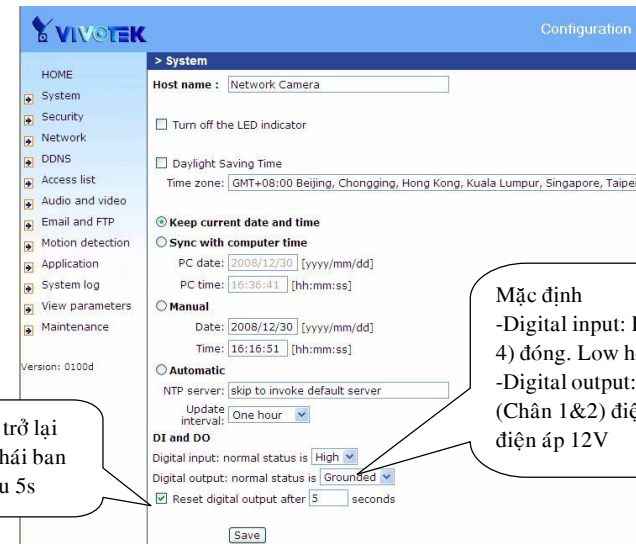 VIVOTEK
Configuration
HOME
System
Security
Network
DDNS
Access list
Audio and video
Email and FTP
Motion detection
Application
System log
View parameters
Maintenance
Version: 0100d
> System
Host name : Network Camera
Turn off the LED indicator
Daylight Saving Time
Time zone: GMT+08:00 Beijing, Chongging, Hong Kong, Kuala Lumpur, Singapore, Taipei
Keep current date and time
Sync with computer time
PC date: 2008/12/30 [yyyy/mm/dd]
PC time: 16:36:41 [hh:mm:ss]
Manual
Date: 2008/12/30 [yyyy/mm/dd]
Time: 16:16:51 [hh:mm:ss]
Automatic
NTP server: skip to invoke default server
Update interval: One hour
DI and DO
Digital input: normal status is High
Digital output: normal status is Grounded
Reset digital output after 5 seconds
Save
Mặc định
-Digital input:
4) đóng. Low
-Digital output:
(Chân 1&2)
điện áp 12V
trở lại
ban
5s